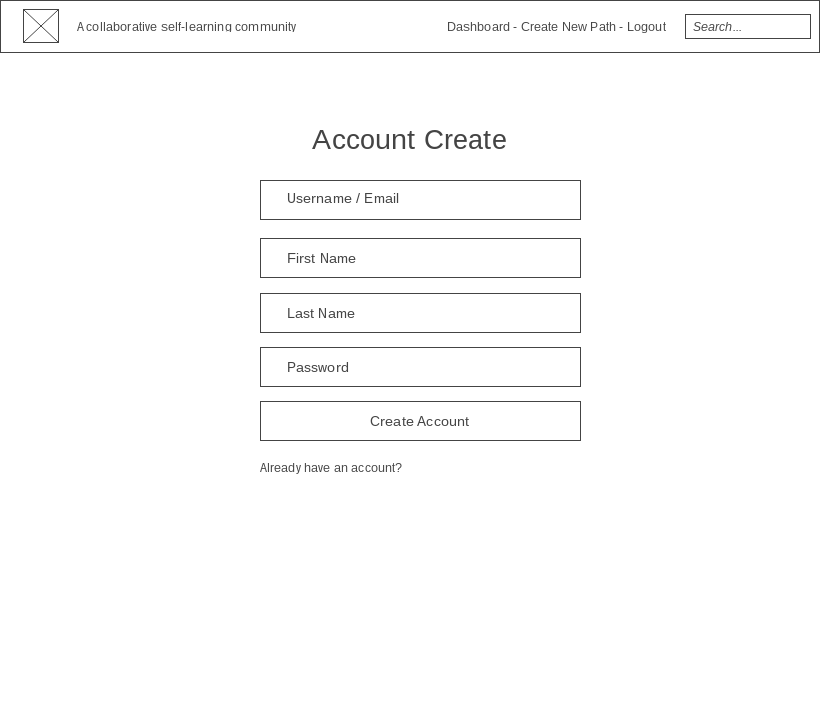 A collaborative self-learning community
Dashboard - Create New Path - Logout
Search...
Account Create
Username / Email
First Name
Last Name
Password
Create Account
Already have an account?